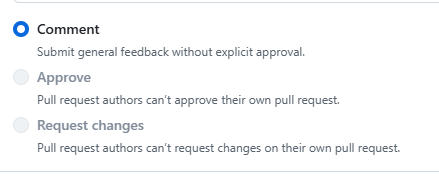 Comment
Submit general feedback without explicit approval.
Approve
Pull request authors can't approve their own pull request.
Request changes
Pull request authors can't request changes on their own pull request.